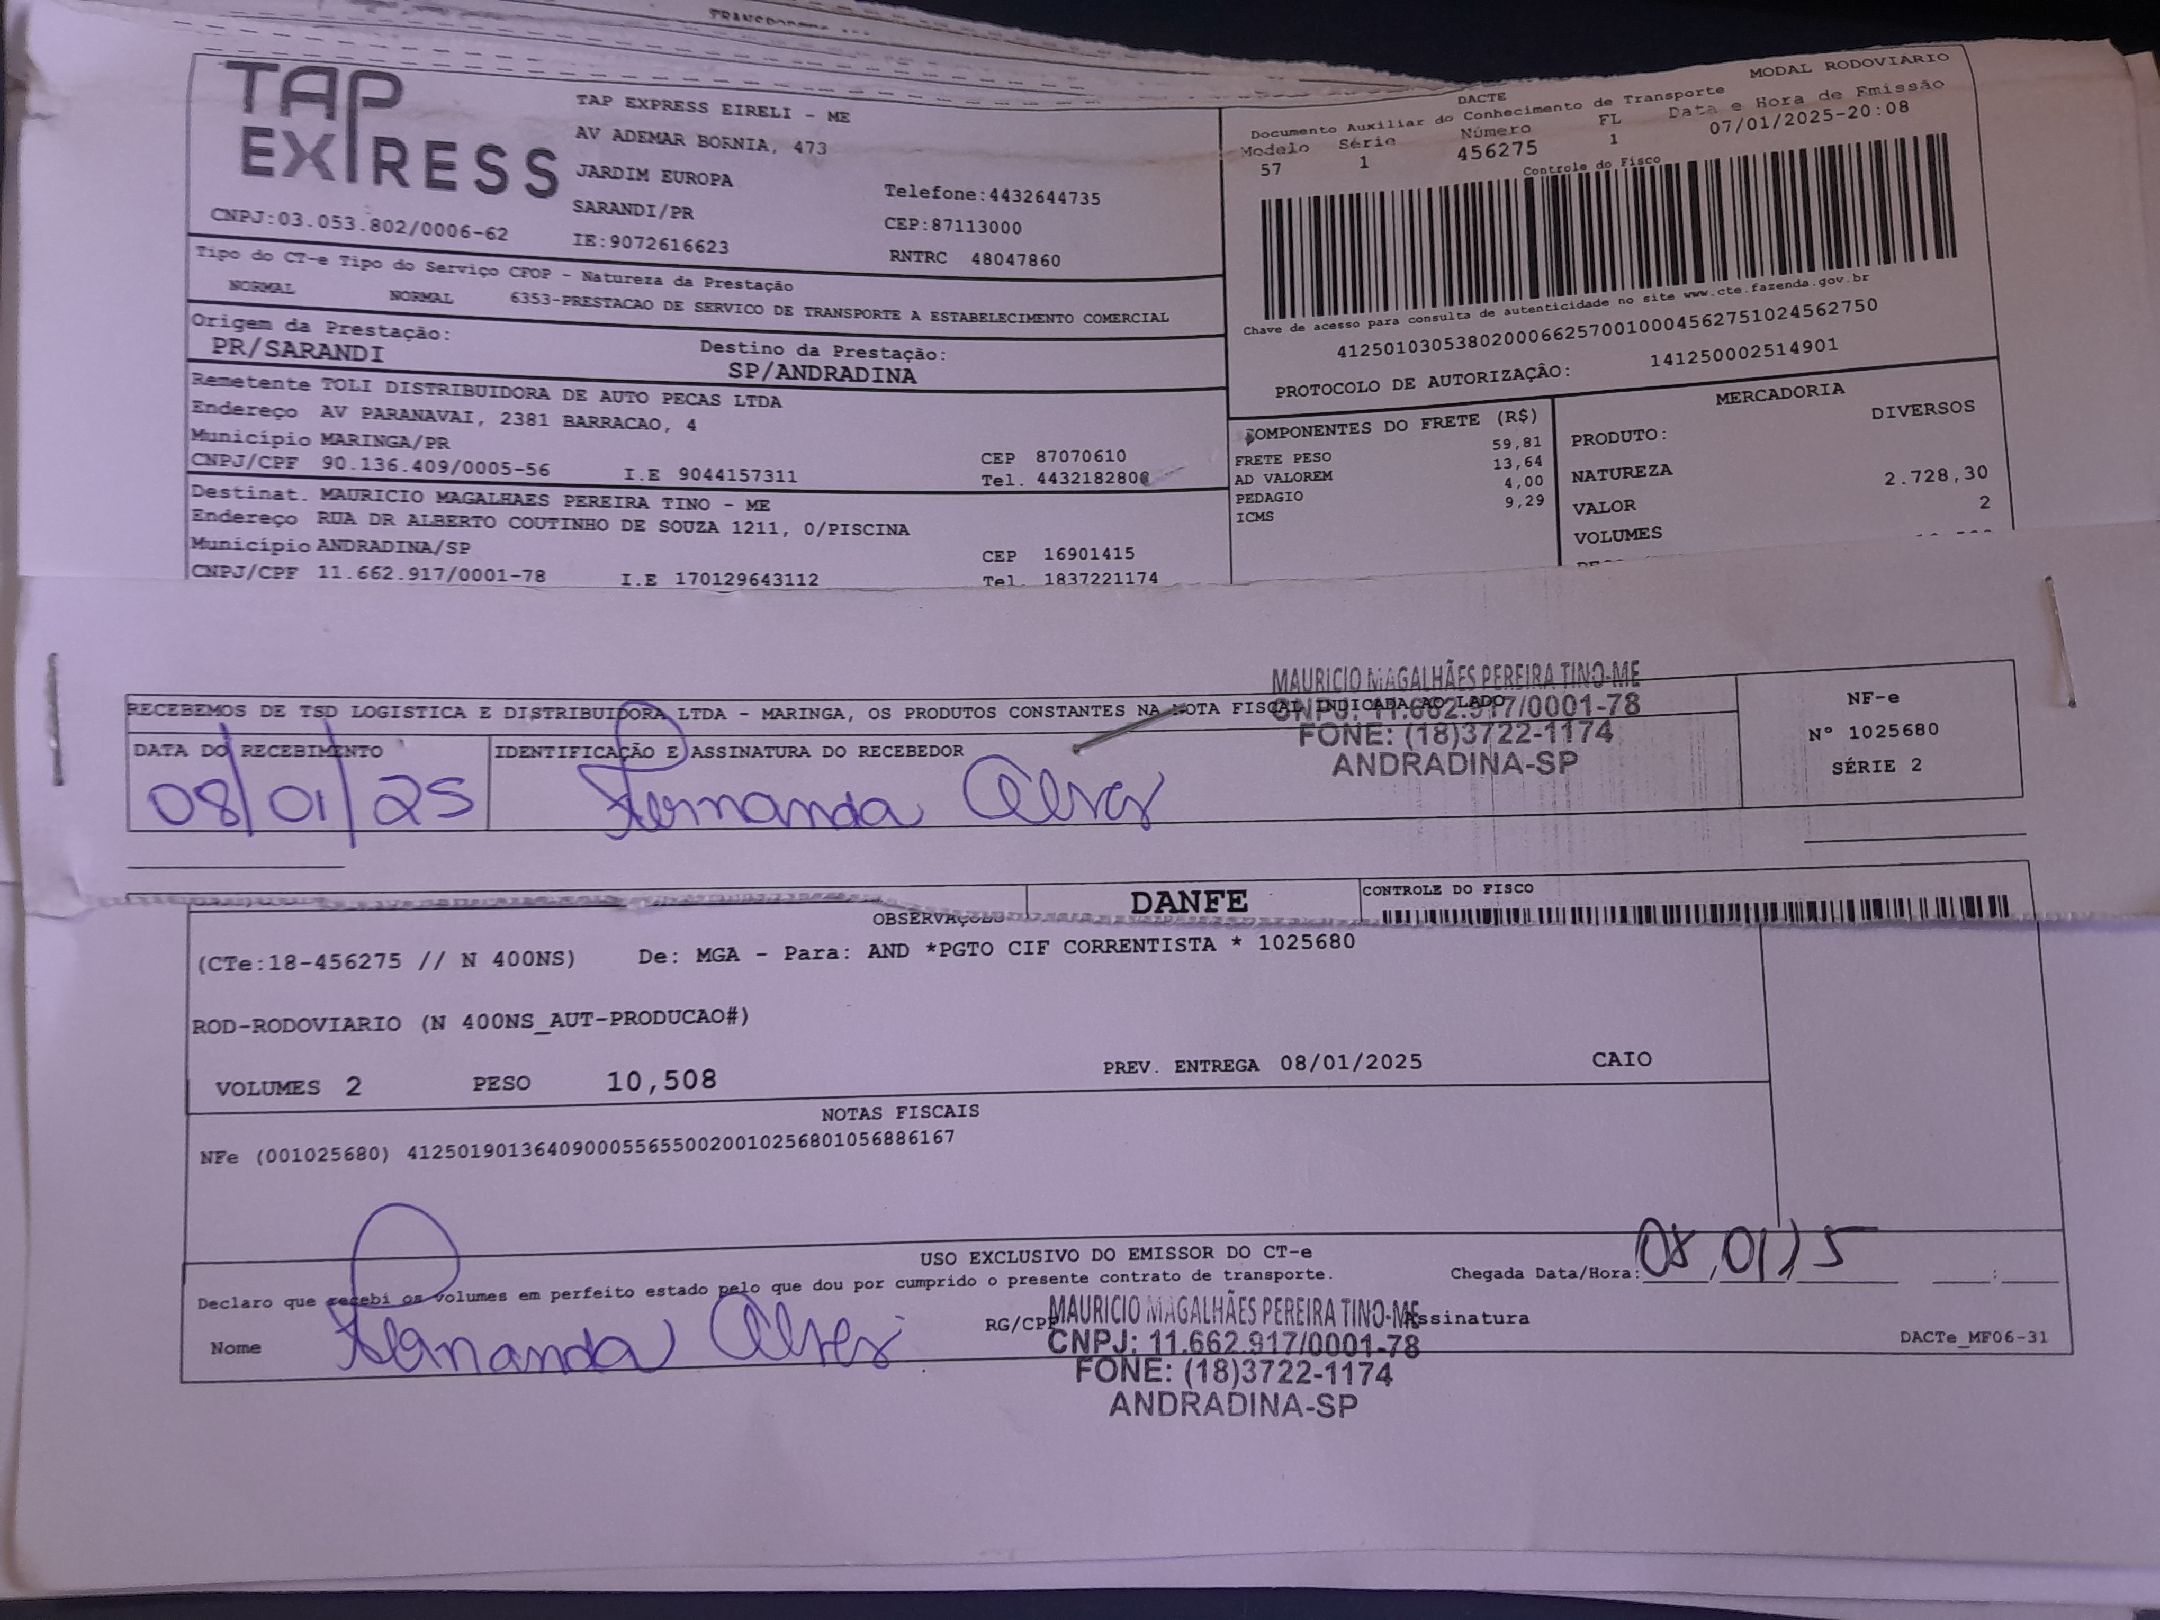 TAP EXPRESS
TAP EXPRESS EIRELI - ME
AV ADEMAR BORNIA, 473
JARDIM EUROPA
SARANDI/PR
IE:9072616623
Telefone:4432644735
CEP:87113000
RNTRC 48047860
CNPJ:03.053.802/0006-62
MODAL RODOVIÁRIO
DACTE
Documento Auxiliar do Conhecimento de Transporte
Modelo Série Número FL Data e Hora de Emissão
57 1 456275 1 07/01/2025-20:08
Controle do Fisco
Chave de acesso para consulta de autenticidade no site www.cte.fazenda.gov.br
41250103053802000662570010004562751024562750
PROTOCOLO DE AUTORIZAÇÃO: 141250002514901
Tipo do CT-e Tipo do Serviço CFOP - Natureza da Prestação
NORMAL NORMAL 6353-PRESTACAO DE SERVICO DE TRANSPORTE A ESTABELECIMENTO COMERCIAL
Origem da Prestação: Destino da Prestação:
PR/SARANDI SP/ANDRADINA
Remetente TOLI DISTRIBUIDORA DE AUTO PECAS LTDA
Endereço AV PARANAVAI, 2381 BARRACAO, 4
Município MARINGA/PR CEP 87070610
CNPJ/CPF 90.136.409/0005-56 I.E 9044157311 Tel. 4432182800
Destinat. MAURICIO MAGALHAES PEREIRA TINO - ME
Endereço RUA DR ALBERTO COUTINHO DE SOUZA 1211, 0/PISCINA
Município ANDRADINA/SP CEP 16901415
CNPJ/CPF 11.662.917/0001-78 I.E 170129643112 Tel. 1837221174
COMPONENTES DO FRETE (R$)
FRETE PESO 59,81
AD VALOREM 13,64
PEDAGIO 4,00
ICMS 9,29
MERCADORIA
PRODUTO: DIVERSOS
NATUREZA
VALOR 2.728,30
VOLUMES 2
MAURICIO MAGALHÃES PEREIRA TINO-ME
CNPJ: 11.662.917/0001-78
FONE: (18)3722-1174
ANDRADINA-SP
RECEBEMOS DE TSD LOGISTICA E DISTRIBUIDORA LTDA - MARINGA, OS PRODUTOS CONSTANTES NA NOTA FISCAL INDICADA AO LADO
NF-e
Nº 1025680
SÉRIE 2
DATA DO RECEBIMENTO IDENTIFICAÇÃO E ASSINATURA DO RECEBEDOR
08/01/25 Fernanda Alves
DANFE
CONTROLE DO FISCO
OBSERVAÇÕES
(CTe:18-456275 // N 400NS) De: MGA - Para: AND *PGTO CIF CORRENTISTA * 1025680
ROD-RODOVIARIO (N 400NS_AUT-PRODUCAO#)
VOLUMES 2 PESO 10,508 PREV. ENTREGA 08/01/2025 CAIO
NOTAS FISCAIS
NFe (001025680) 41250190136409000556550020010256801056886167
USO EXCLUSIVO DO EMISSOR DO CT-e
Declaro que recebi os volumes em perfeito estado pelo que dou por cumprido o presente contrato de transporte.
Chegada Data/Hora:
Nome Fernanda Alves RG/CPF Assinatura
MAURICIO MAGALHÃES PEREIRA TINO-ME
CNPJ: 11.662.917/0001-78
FONE: (18)3722-1174
ANDRADINA-SP
DACTe_MF06-31